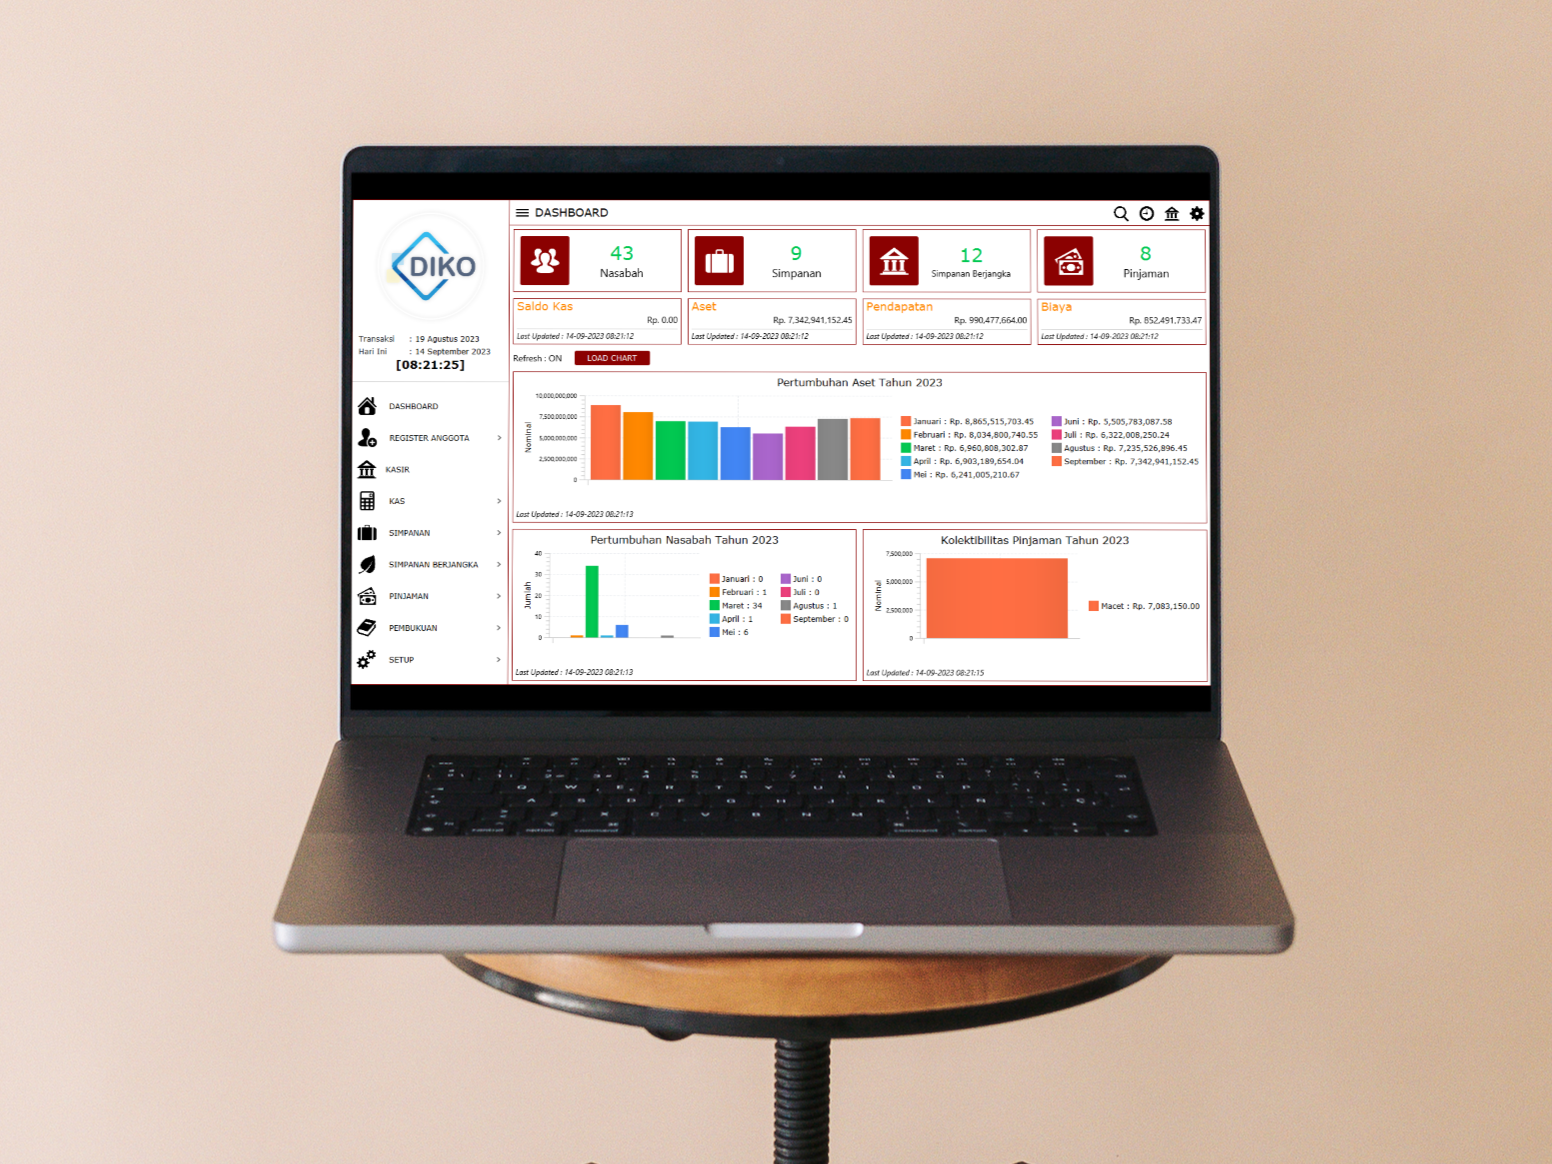 DIKO
Transaksi : 19 Agustus 2023
Hari Ini : 14 September 2023
[08:21:25]
DASHBOARD
REGISTER ANGGOTA
KASIR
KAS
SIMPANAN
SIMPANAN BERJANGKA
PINJAMAN
PEMBUKUAN
SETUP
DASHBOARD
43
Nasabah
9
Simpanan
12
Simpanan Berjangka
8
Pinjaman
Saldo Kas
Rp. 0.00
Last Updated : 14-09-2023 08:21:12
Aset
Rp. 7,342,941,152.45
Last Updated : 14-09-2023 08:21:12
Pendapatan
Rp. 990,477,664.00
Last Updated : 14-09-2023 08:21:12
Biaya
Rp. 852,491,733.47
Last Updated : 14-09-2023 08:21:12
Refresh : ON
LOAD CHART
Pertumbuhan Aset Tahun 2023
Nominal
10,000,000,000
7,500,000,000
5,000,000,000
2,500,000,000
0
Januari : Rp. 8,865,515,703.45
Februari : Rp. 8,034,800,740.55
Maret : Rp. 6,960,808,302.87
April : Rp. 6,903,189,654.04
Mei : Rp. 6,241,005,210.67
Juni : Rp. 5,505,783,087.58
Juli : Rp. 6,322,008,250.24
Agustus : Rp. 7,235,526,896.45
September : Rp. 7,342,941,152.45
Last Updated : 14-09-2023 08:21:13
Pertumbuhan Nasabah Tahun 2023
Jumlah
40
30
20
10
0
Januari : 0
Februari : 1
Maret : 34
April : 1
Mei : 6
Juni : 0
Juli : 0
Agustus : 1
September : 0
Last Updated : 14-09-2023 08:21:13
Kolektibilitas Pinjaman Tahun 2023
Nominal
7,500,000
5,000,000
2,500,000
0
Macet : Rp. 7,083,150.00
Last Updated : 14-09-2023 08:21:15
Q W E R T Y U I O P
A S D F G H J K L Ñ
Z X C V B N M
control option command command option